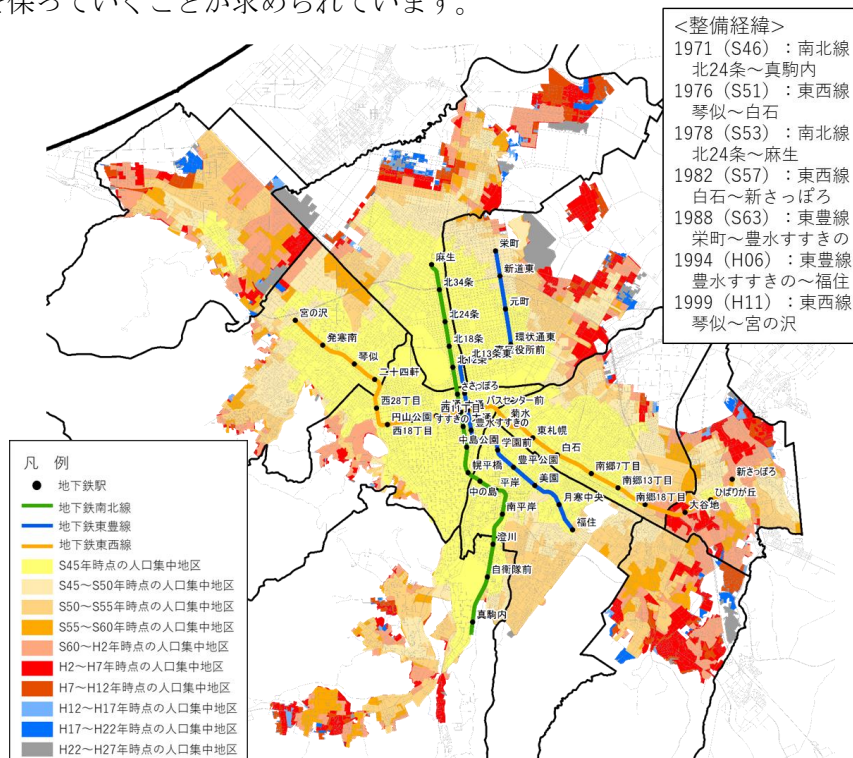 を保っていくことが求められています。
<整備経緯>
1971（S46）：南北線
北24条～真駒内
1976（S51）：東西線
琴似～白石
1978（S53）：南北線
北24条～麻生
1982（S57）：東西線
白石～新さっぽろ
1988（S63）：東豊線
栄町～豊水すすきの
1994（H06）：東豊線
豊水すすきの～福住
1999（H11）：東西線
琴似～宮の沢
栄町
麻生
新道東
北34条
元町
宮の沢
北24条
環状通東
発寒南
北18条
北13条東
区役所前
北12条
琴似
二十四軒
さっぽろ
バスセンター前
西28丁目
西11丁目
菊水
円山公園
すすきの
豊水すすきの
西18丁目
東札幌
中島公園
学園前
白石
幌平橋
豊平公園
南郷7丁目
新さっぽろ
平岸
美園
南郷13丁目
中の島
ひばりが丘
月寒中央
南郷18丁目
大谷地
南平岸
福住
澄川
自衛隊前
真駒内
凡 例
地下鉄駅
地下鉄南北線
地下鉄東豊線
地下鉄東西線
S45年時点の人口集中地区
S45～S50年時点の人口集中地区
S50～S55年時点の人口集中地区
S55～S60年時点の人口集中地区
S60～H2年時点の人口集中地区
H2～H7年時点の人口集中地区
H7～H12年時点の人口集中地区
H12～H17年時点の人口集中地区
H17～H22年時点の人口集中地区
H22～H27年時点の人口集中地区